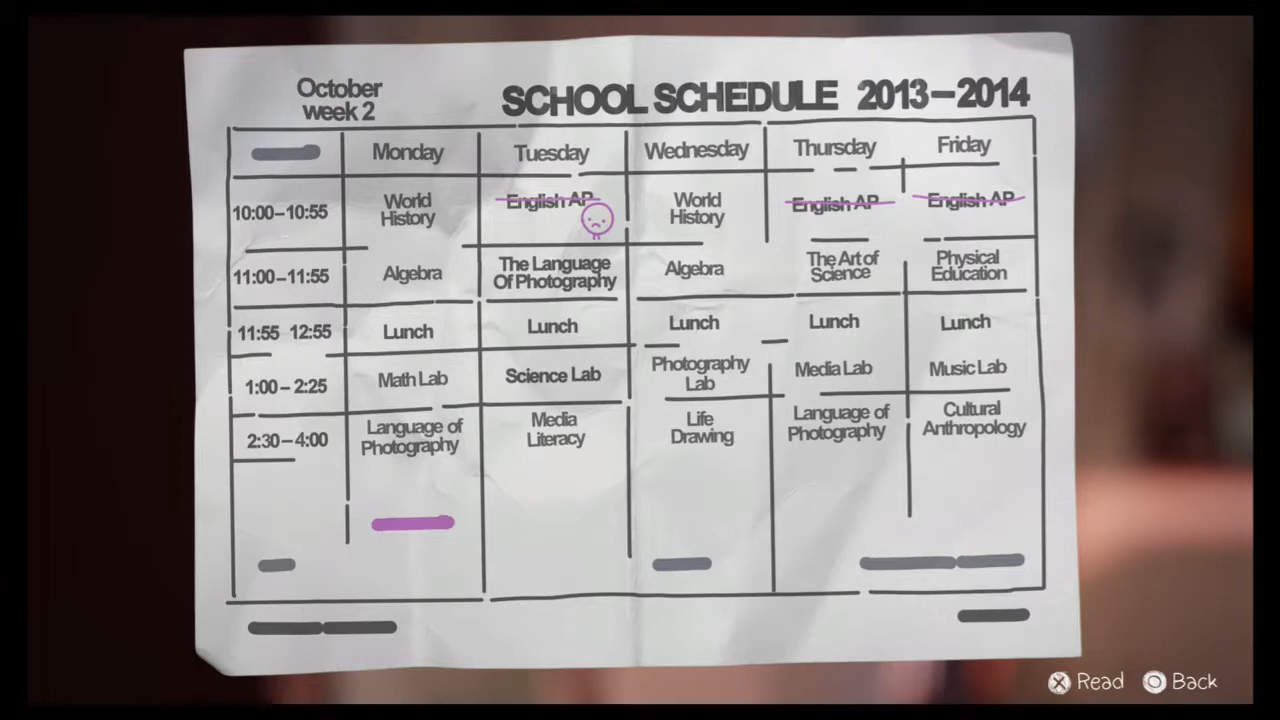 October
week 2
SCHOOL SCHEDULE 2013-2014
Monday Tuesday Wednesday Thursday Friday
10:00-10:55 World History English AP World History English AP English AP
11:00-11:55 Algebra The Language Of Photography Algebra The Art of Science Physical Education
11:55 12:55 Lunch Lunch Lunch Lunch Lunch
1:00-2:25 Math Lab Science Lab Photography Lab Media Lab Music Lab
2:30-4:00 Language of Photography Media Literacy Life Drawing Language of Photography Cultural Anthropology
Read Back